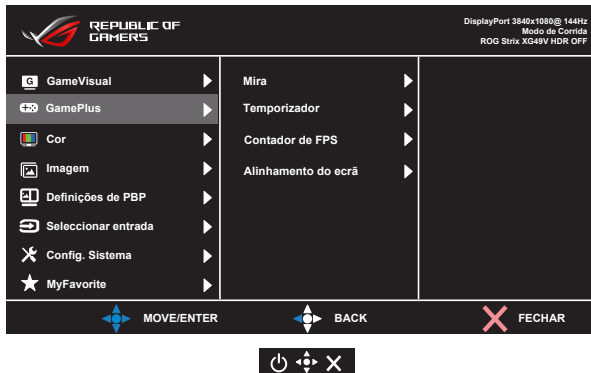 REPUBLIC OF
GAMERS
DisplayPort 3840x1080@ 144Hz
Modo de Corrida
ROG Strix XG49V HDR OFF
G GameVisual
GamePlus
Cor
Imagem
Definições de PBP
Seleccionar entrada
Config. Sistema
MyFavorite
Mira
Temporizador
Contador de FPS
Alinhamento do ecrã
MOVE/ENTER
BACK
FECHAR